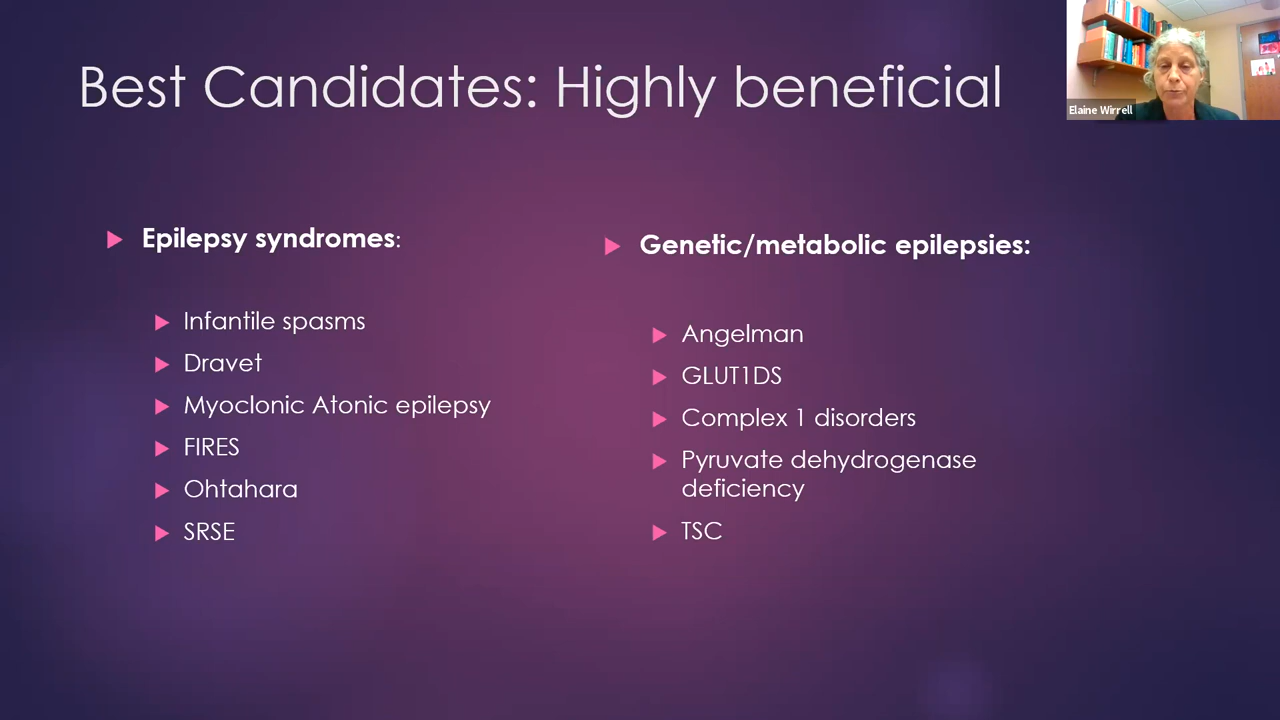 Best Candidates: Highly beneficial
Elaine Wirrell
Epilepsy syndromes:
Infantile spasms
Dravet
Myoclonic Atonic epilepsy
FIRES
Ohtahara
SRSE
Genetic/metabolic epilepsies:
Angelman
GLUT1DS
Complex 1 disorders
Pyruvate dehydrogenase
deficiency
TSC